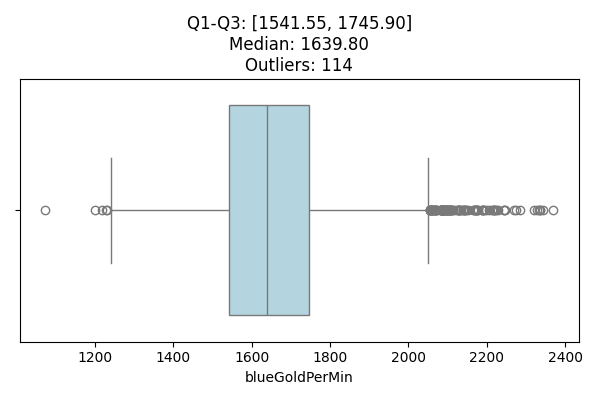 Q1-Q3: [1541.55, 1745.90]
Median: 1639.80
Outliers: 114
1200 1400 1600 1800 2000 2200 2400
blueGoldPerMin